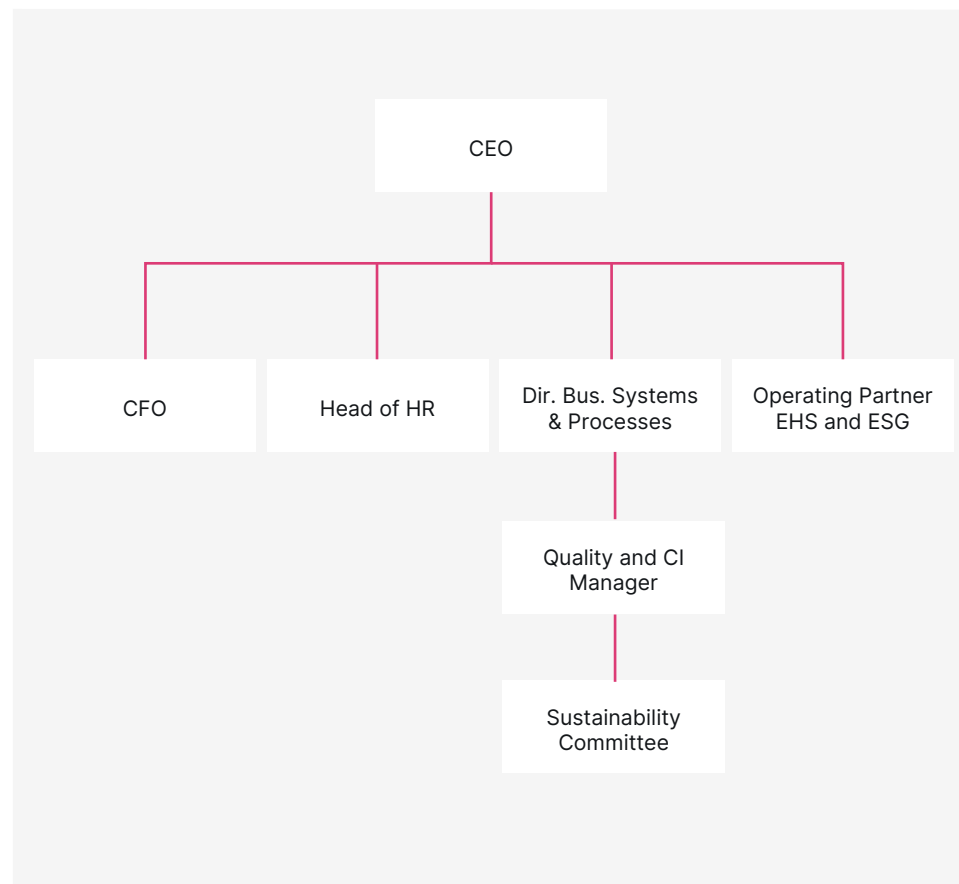 CEO
CFO
Head of HR
Dir. Bus. Systems
& Processes
Operating Partner
EHS and ESG
Quality and CI
Manager
Sustainability
Committee